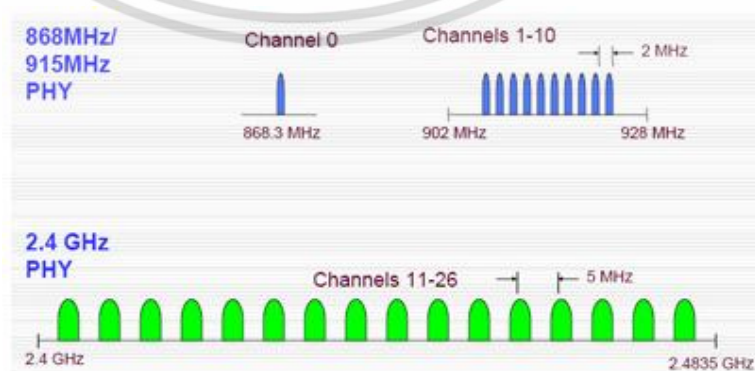 868MHz/
915MHz
PHY
Channel 0
Channels 1-10
2 MHz
868.3 MHz
902 MHz
928 MHz
2.4 GHz
PHY
Channels 11-26
5 MHz
2.4 GHz
2.4835 GHz